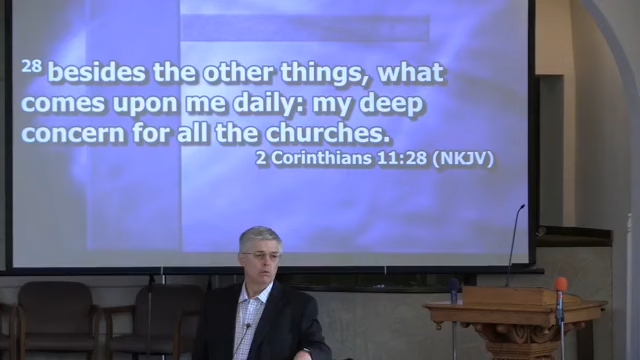 28 besides the other things, what
comes upon me daily: my deep
concern for all the churches.
2 Corinthians 11:28 (NKJV)